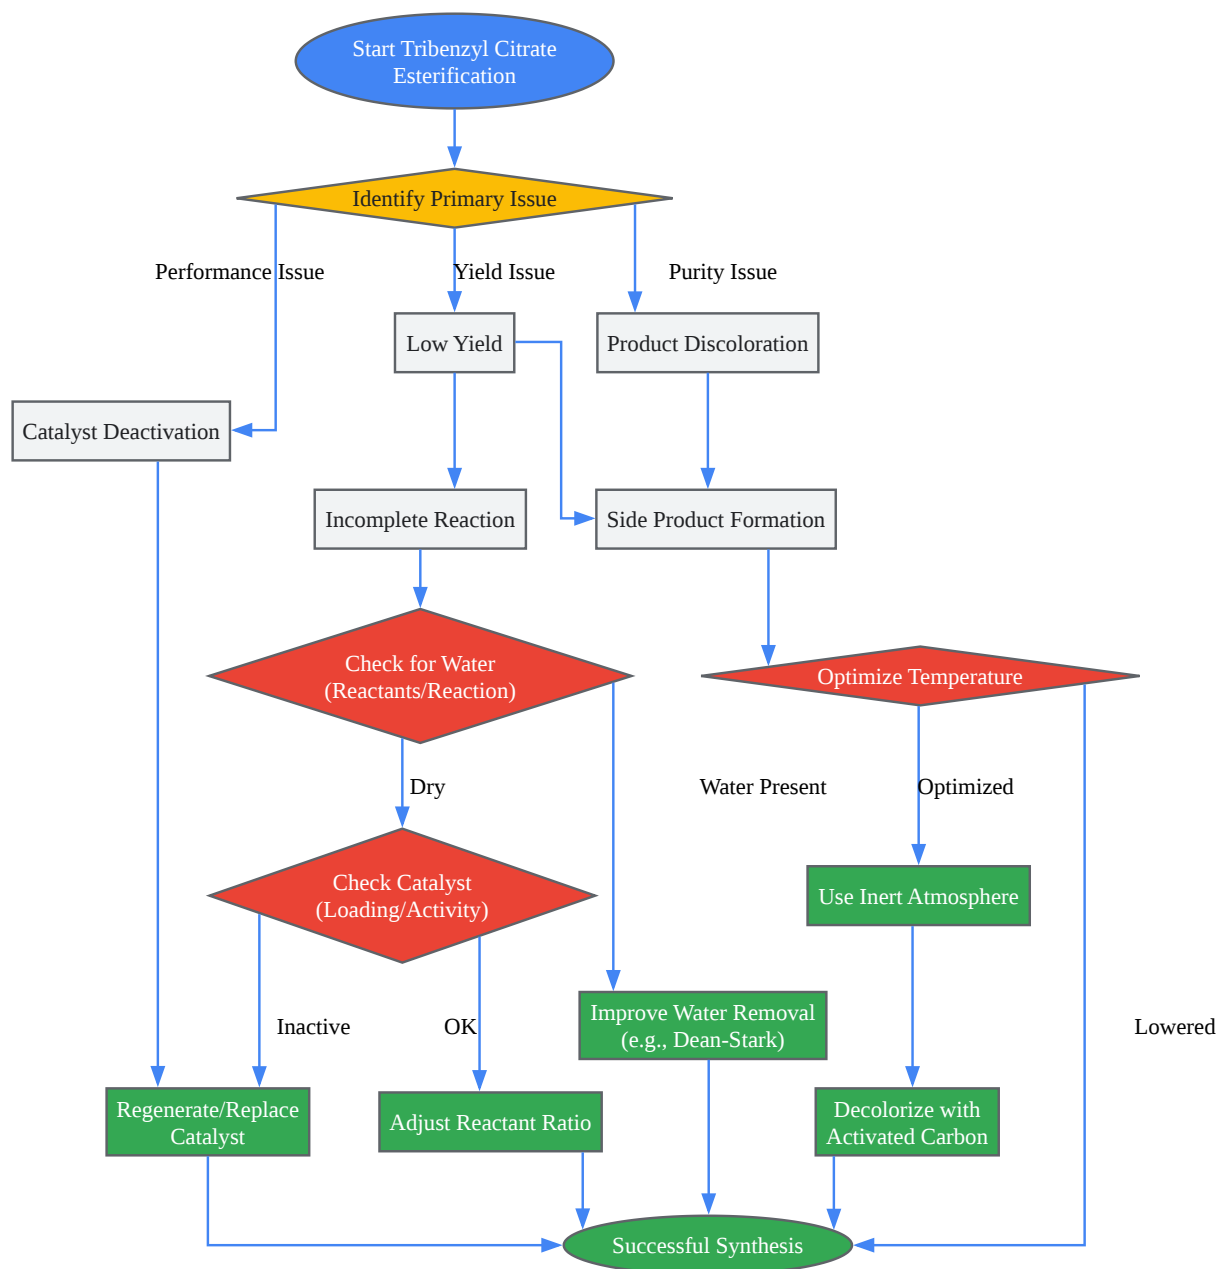 Start Tribenzyl Citrate
Esterification
Identify Primary Issue
Performance Issue
Yield Issue
Purity Issue
Low Yield
Product Discoloration
Catalyst Deactivation
Incomplete Reaction
Side Product Formation
Check for Water
(Reactants/Reaction)
Optimize Temperature
Dry
Water Present
Optimized
Check Catalyst
(Loading/Activity)
Use Inert Atmosphere
Inactive
OK
Improve Water Removal
(e.g., Dean-Stark)
Lowered
Regenerate/Replace
Catalyst
Adjust Reactant Ratio
Decolorize with
Activated Carbon
Successful Synthesis